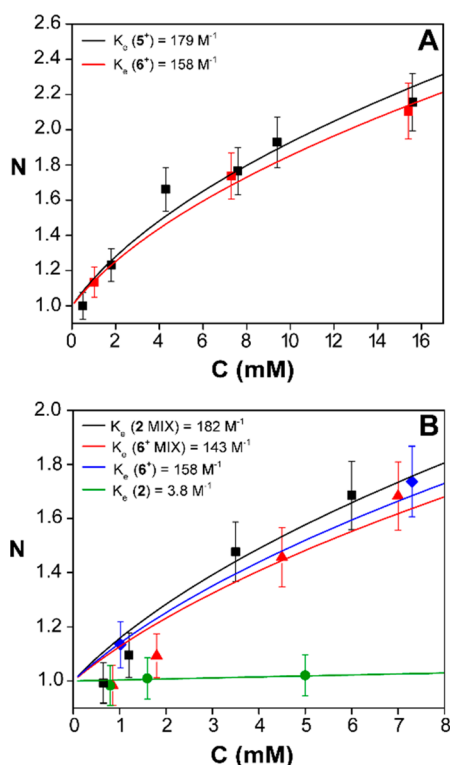 A
Kₑ (5⁺) = 179 M⁻¹
Kₑ (6⁺) = 158 M⁻¹
N
2.6
2.4
2.2
2.0
1.8
1.6
1.4
1.2
1.0
0 2 4 6 8 10 12 14 16
C (mM)
B
Kₑ (2 MIX) = 182 M⁻¹
Kₑ (6⁺ MIX) = 143 M⁻¹
Kₑ (6⁺) = 158 M⁻¹
Kₑ (2) = 3.8 M⁻¹
N
2.0
1.8
1.6
1.4
1.2
1.0
0 1 2 3 4 5 6 7 8
C (mM)